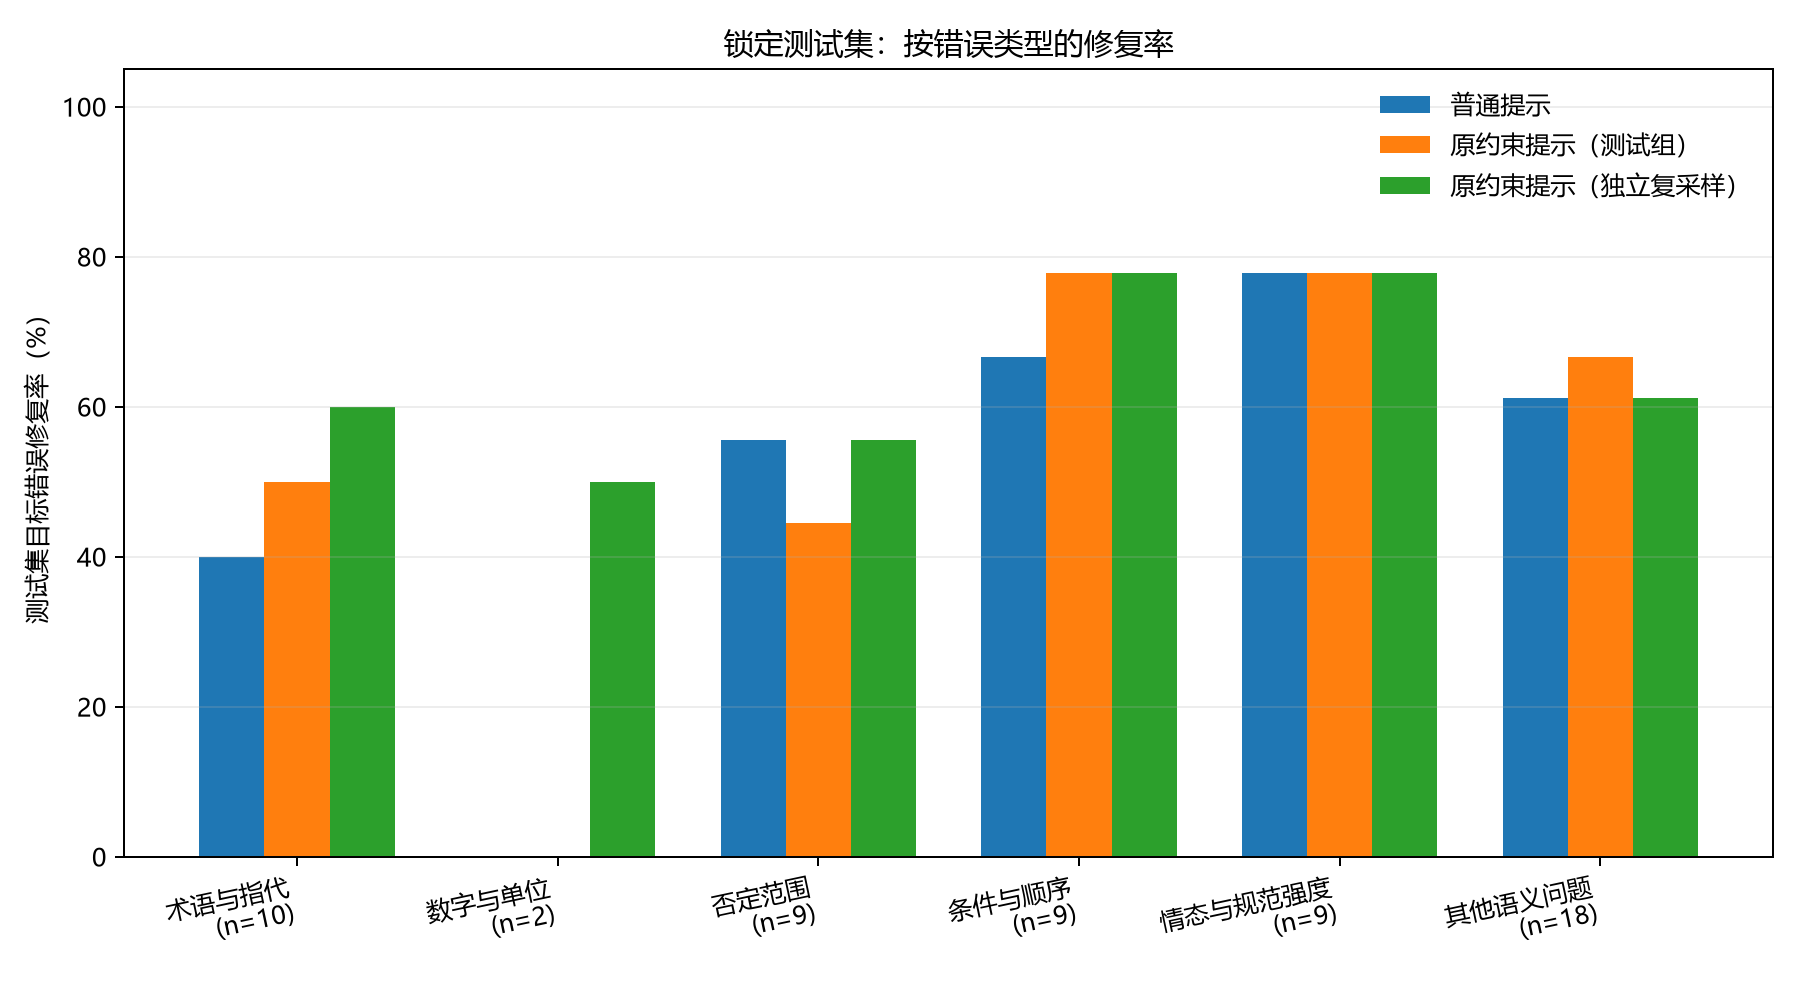 锁定测试集：按错误类型的修复率
普通提示
原约束提示（测试组）
原约束提示（独立复采样）
测试集目标错误修复率（%）
100
80
60
40
20
0
术语与指代
(n=10)
数字与单位
(n=2)
否定范围
(n=9)
条件与顺序
(n=9)
情态与规范强度
(n=9)
其他语义问题
(n=18)